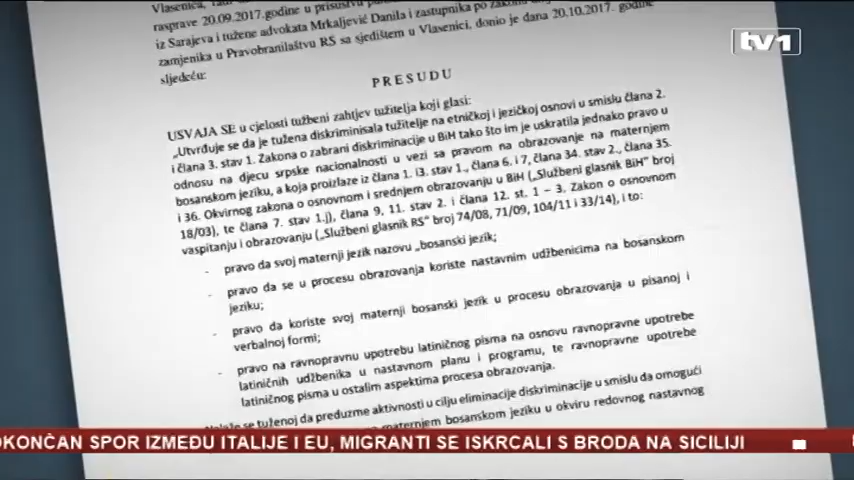 rasprave 20.09.2017.godine u prisustvu
iz Sarajeva i tužene advokata Mrkaljević Danila i zastupnika po
zamjenika u Pravobranilaštvu RS sa sjedištem u Vlasenici, donio je dana 20.10.2017. godine
sljedeću:
tv1
PRESUDU
USVAJA SE u cjelosti tužbeni zahtjev tužitelja koji glasi:
„Utvrđuje se da je tužena diskriminisala tužitelje na etničkoj i jezičkoj osnovi u smislu člana 2.
i člana 3. stav 1. Zakona o zabrani diskriminacije u BiH tako što im je uskratila jednako pravo u
odnosu na djecu srpske nacionalnosti u vezi sa pravom na obrazovanje na maternjem
bosanskom jeziku, a koja proizlaze iz člana 1. i3. stav 1., člana 6. i 7, člana 34. stav 2., člana 35.
i 36. Okvirnog zakona o osnovnom i srednjem obrazovanju u BiH („Službeni glasnik BiH" broj
18/03), te člana 7. stav 1.j), člana 9, 11. stav 2. i člana 12. st. 1 – 3. Zakon o osnovnom
vaspitanju i obrazovanju („Službeni glasnik RS" broj 74/08, 71/09, 104/11 i 33/14), i to:
- pravo da svoj maternji jezik nazovu „bosanski jezik;
- pravo da se u procesu obrazovanja koriste nastavnim udžbenicima na bosanskom
jeziku;
- pravo da koriste svoj maternji bosanski jezik u procesu obrazovanja u pisanoj i
verbalnoj formi;
- pravo na ravnopravnu upotrebu latiničnog pisma na osnovu ravnopravne upotrebe
latiničnih udžbenika u nastavnom planu i programu, te ravnopravne upotrebe
latiničnog pisma u ostalim aspektima procesa obrazovanja.
se tuženoj da preduzme aktivnosti u cilju eliminacije diskriminacije u smislu da omogući
maternjem bosanskom jeziku u okviru redovnog nastavnog
OKONČAN SPOR IZMEĐU ITALIJE I EU, MIGRANTI SE ISKRCALI S BRODA NA SICILIJI